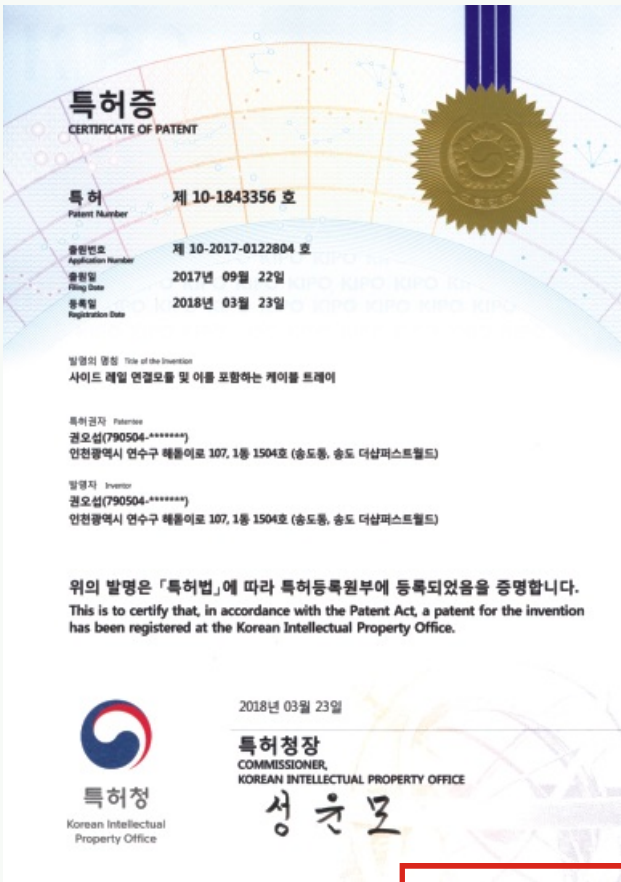 특허증
CERTIFICATE OF PATENT
특허 제 10-1843356 호
Patent Number
출원번호 제 10-2017-0122804 호
Application Number
출원일 2017년 09월 22일
Filing Date
등록일 2018년 03월 23일
Registration Date
발명의 명칭 Title of the Invention
사이드 레일 연결모듈 및 이를 포함하는 케이블 트레이
특허권자 Patentee
권오섭(790504-*******)
인천광역시 연수구 해돋이로 107, 1동 1504호 (송도동, 송도 더샵퍼스트월드)
발명자 Inventor
권오섭(790504-*******)
인천광역시 연수구 해돋이로 107, 1동 1504호 (송도동, 송도 더샵퍼스트월드)
위의 발명은 「특허법」에 따라 특허등록원부에 등록되었음을 증명합니다.
This is to certify that, in accordance with the Patent Act, a patent for the invention
has been registered at the Korean Intellectual Property Office.
2018년 03월 23일
특허청장
COMMISSIONER,
KOREAN INTELLECTUAL PROPERTY OFFICE
성윤모
특허청
Korean Intellectual
Property Office